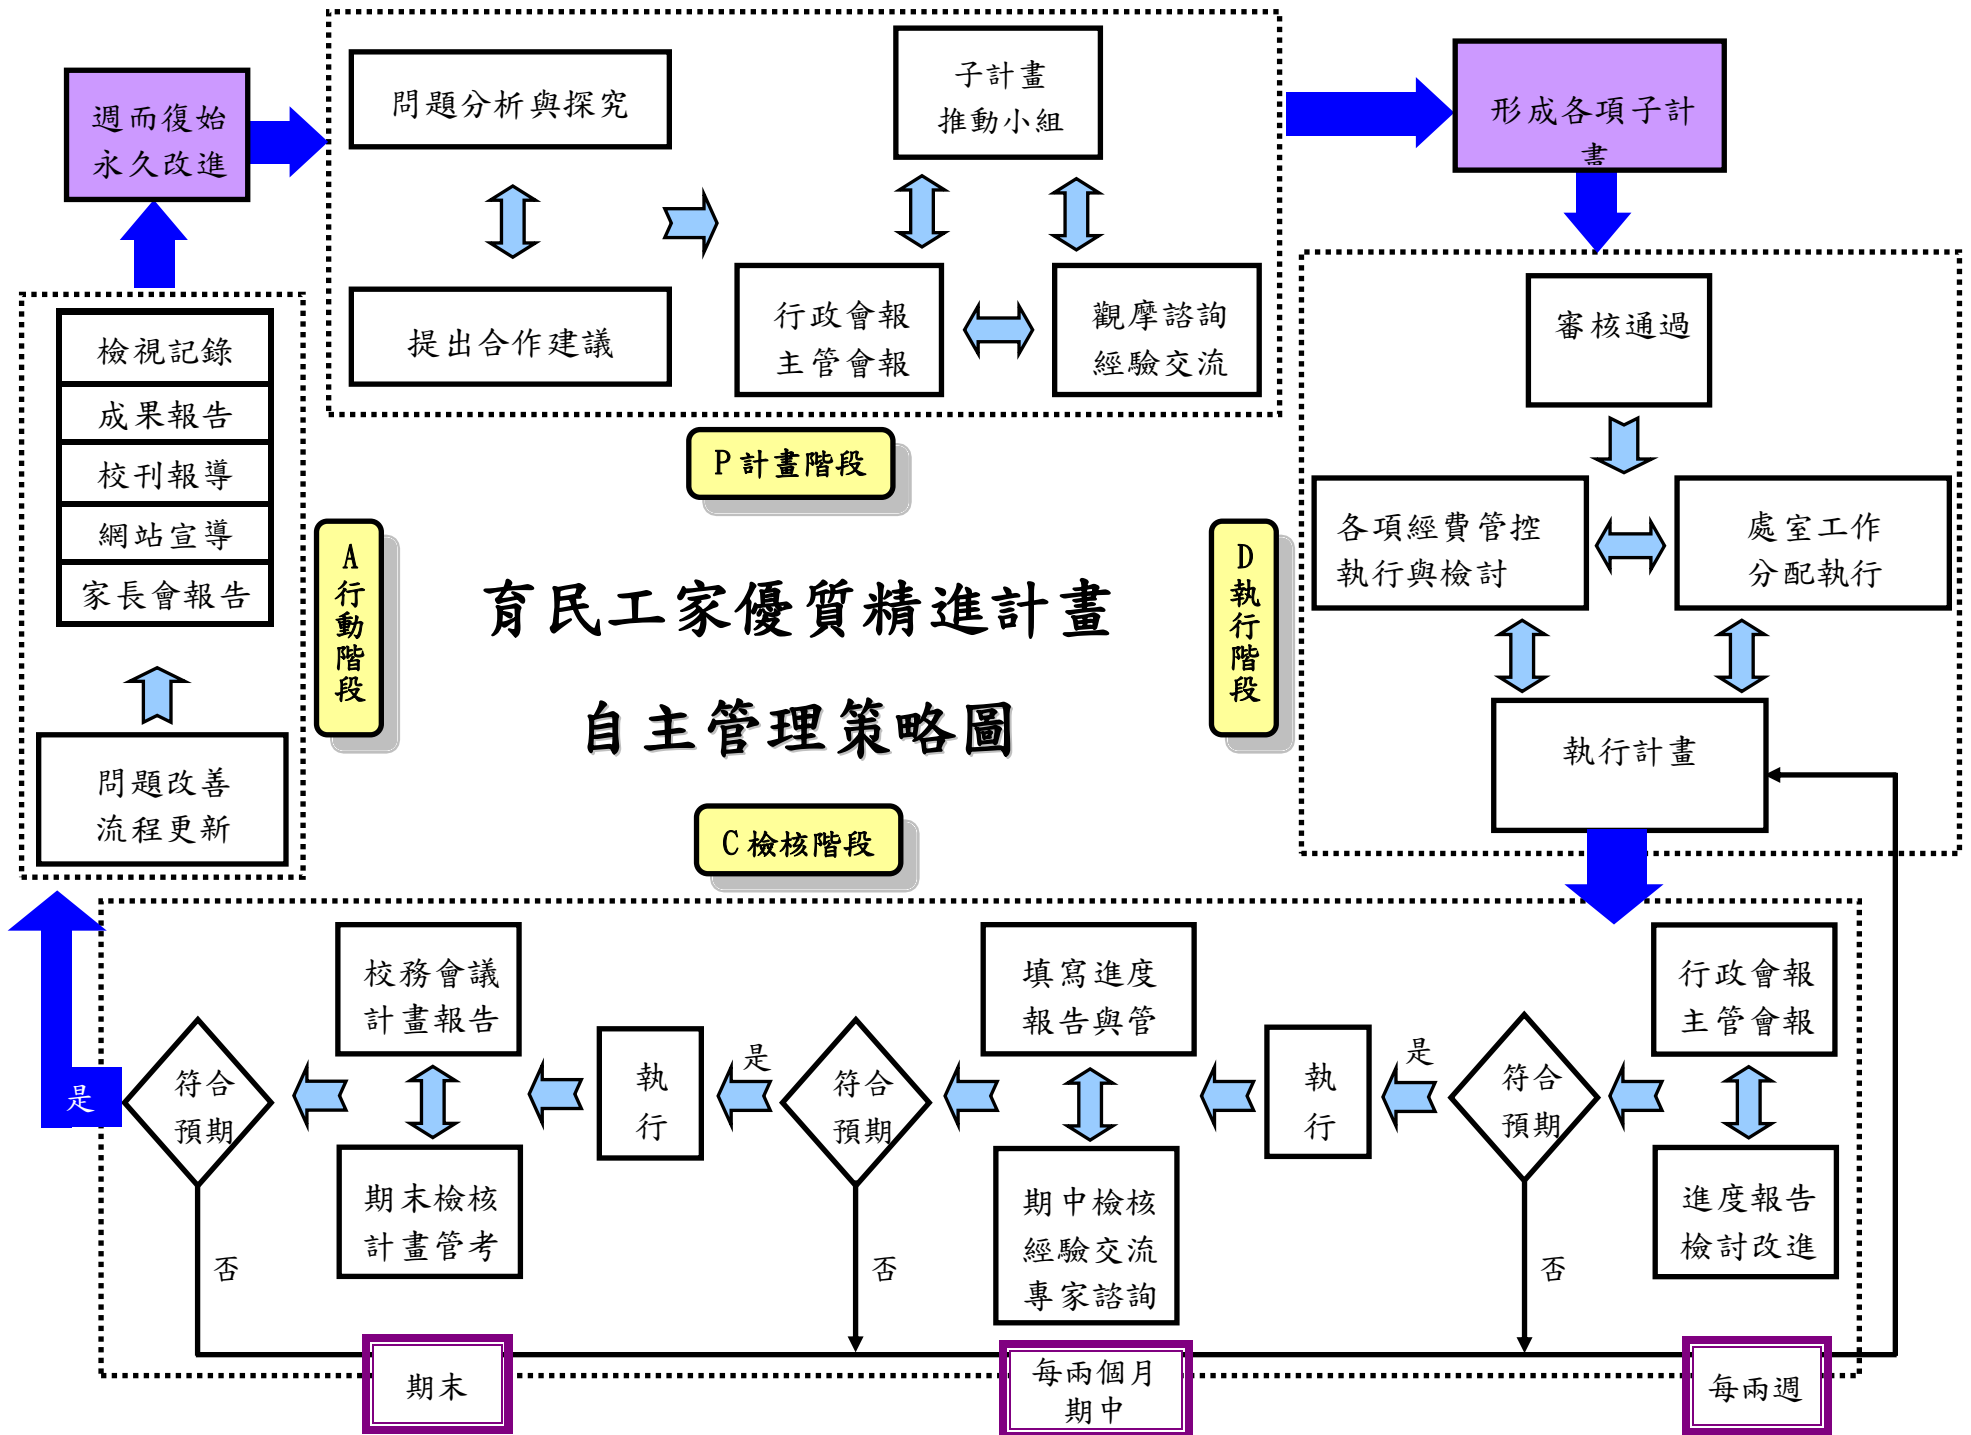 週而復始
永久改進
問題分析與探究
提出合作建議
子計畫
推動小組
行政會報
主管會報
觀摩諮詢
經驗交流
形成各項子計
畫
P計畫階段
審核通過
各項經費管控
執行與檢討
處室工作
分配執行
執行計畫
D
執
行
階
段
檢視記錄
成果報告
校刊報導
網站宣導
家長會報告
問題改善
流程更新
A
行
動
階
段
育民工家優質精進計畫
自主管理策略圖
C檢核階段
行政會報
主管會報
進度報告
檢討改進
符合
預期
是
否
執
行
填寫進度
報告與管
期中檢核
經驗交流
專家諮詢
符合
預期
是
否
執
行
校務會議
計畫報告
期末檢核
計畫管考
符合
預期
是
否
期末
每兩個月
期中
每兩週